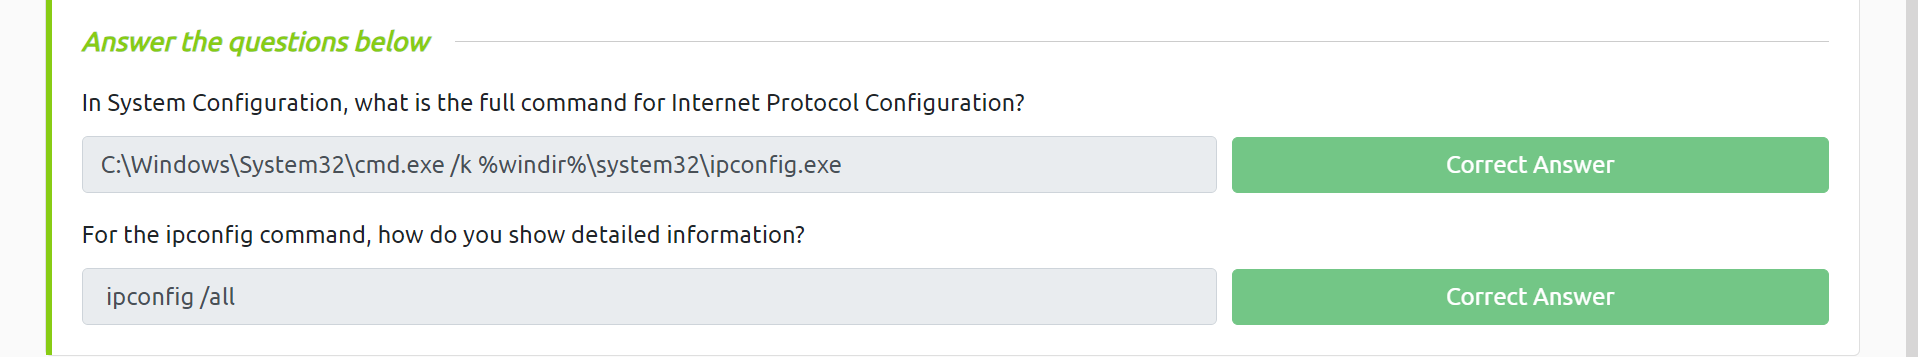 Answer the questions below
In System Configuration, what is the full command for Internet Protocol Configuration?
C:\Windows\System32\cmd.exe /k %windir%\system32\ipconfig.exe
Correct Answer
For the ipconfig command, how do you show detailed information?
ipconfig /all
Correct Answer